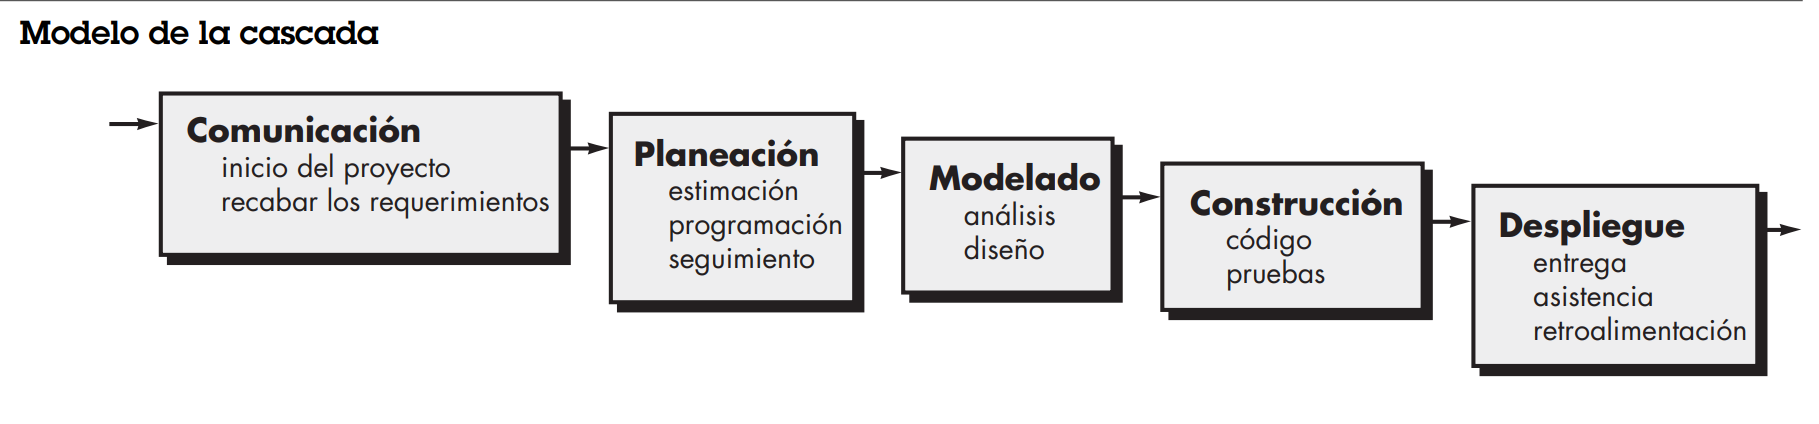 Modelo de la cascada
Comunicación
inicio del proyecto
recabar los requerimientos
Planeación
estimación
programación
seguimiento
Modelado
análisis
diseño
Construcción
código
pruebas
Despliegue
entrega
asistencia
retroalimentación